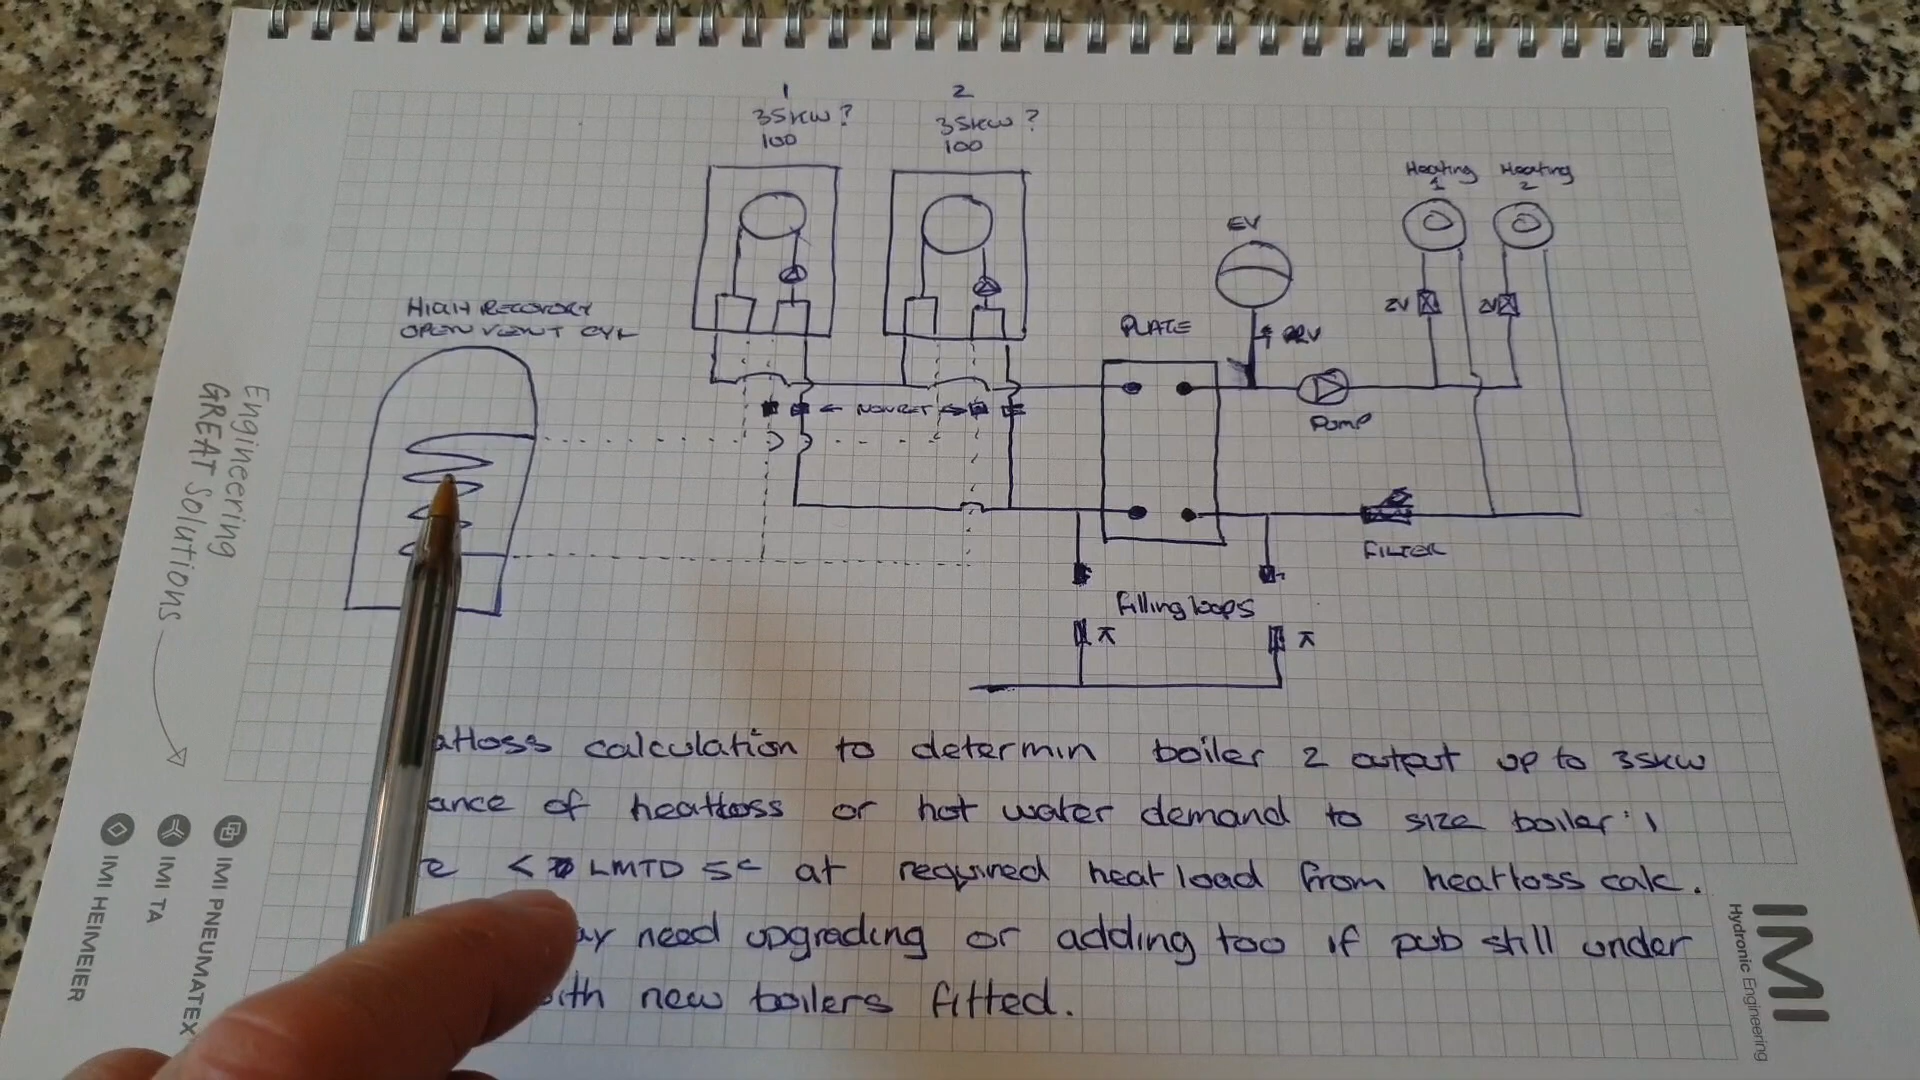 1
35kw ?
100
2
35kw ?
100
Heating
1
Heating
2
EV
HIGH RECOVERY
OPEN VENT CYL
PLATE
PRV
2V
2V
← NONRET →
Pump
FILTER
Filling loops
atloss calculation to determin boiler 2 output up to 35kw
ance of heatloss or hot water demand to size boiler 1
e < LMTD 5c at required heat load from heatloss calc.
ay need upgrading or adding too if pub still under
ith new boilers fitted.
Engineering
GREAT Solutions
IMI PNEUMATEX
IMI TA
IMI HEIMEIER
IMI
Hydronic Engineering